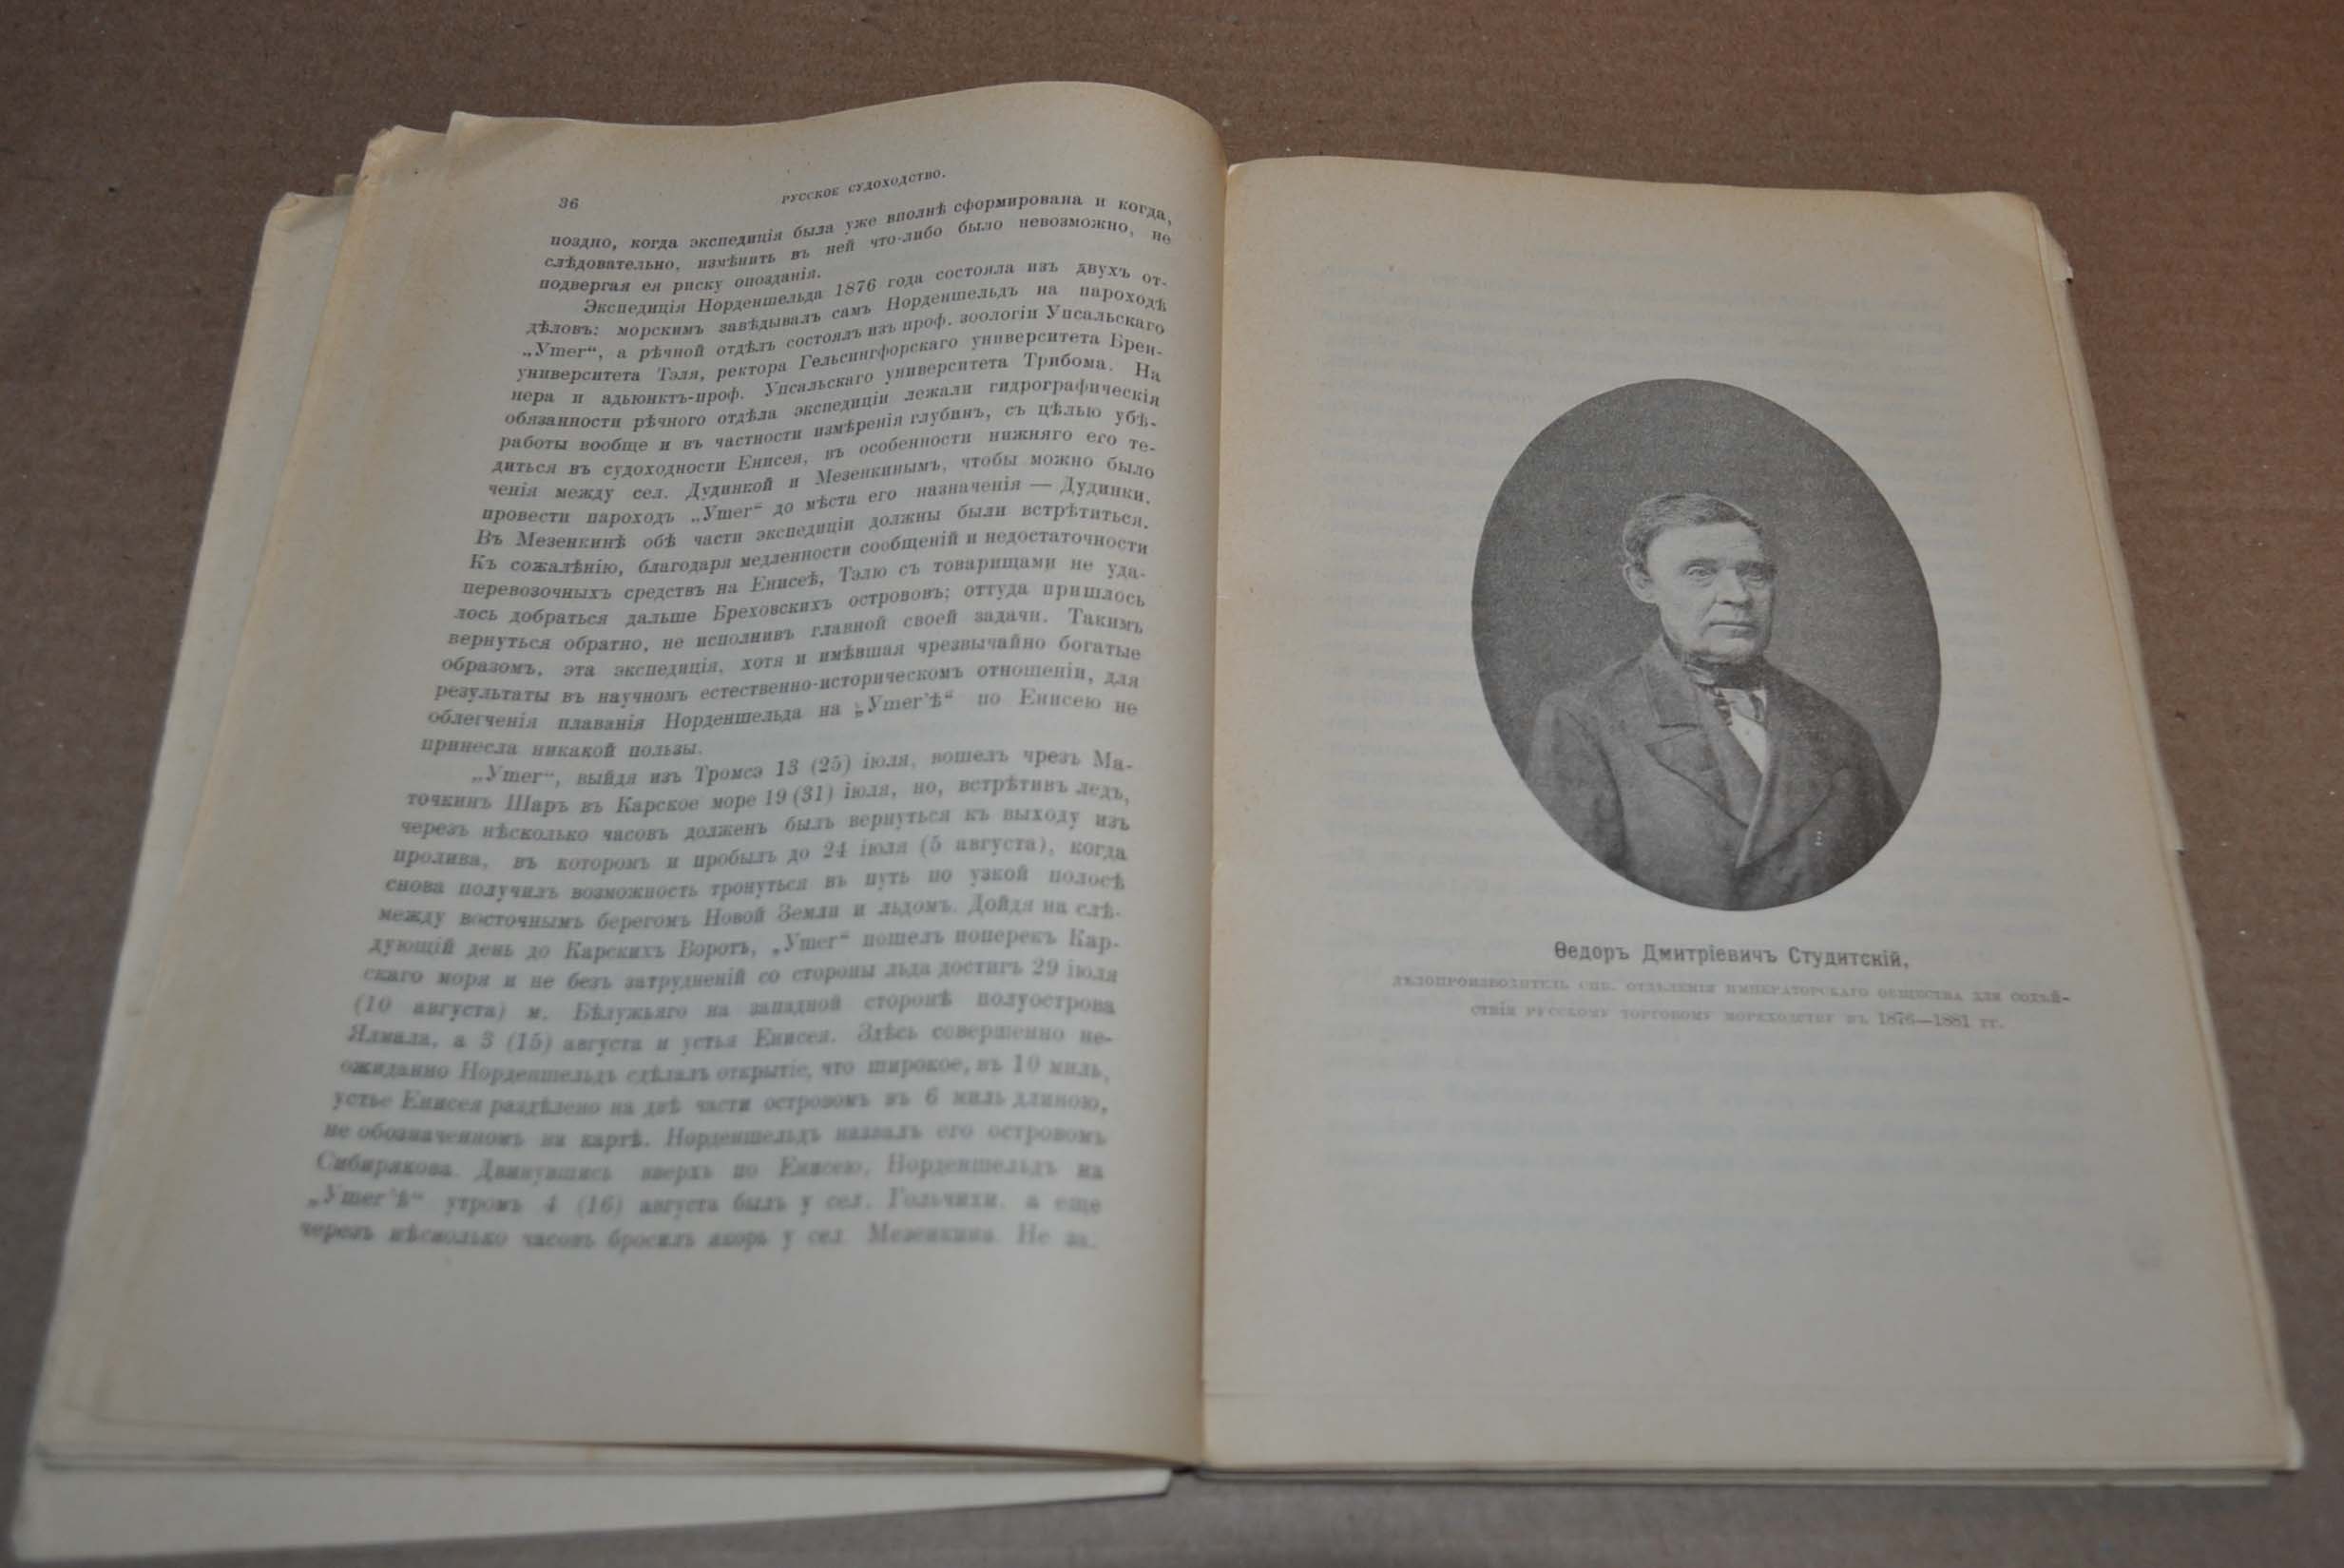 36
РУССКОЕ СУДОХОДСТВО.
поздно, когда экспедиція была уже вполнѣ сформирована и когда,
слѣдовательно, измѣнить въ ней что-либо было невозможно, не
подвергая ея риску опозданія.
Экспедиція Норденшельда 1876 года состояла изъ двухъ от-
дѣловъ: морскимъ завѣдывалъ самъ Норденшельдъ на пароходѣ
„Ymer“, а рѣчной отдѣлъ состоялъ изъ проф. зоологіи Упсальскаго
университета Тэля, ректора Гельсингфорскаго университета Брен-
нера и адьюнктъ-проф. Упсальскаго университета Трибома. На
обязанности рѣчного отдѣла экспедиціи лежали гидрографическія
работы вообще и въ частности измѣренія глубинъ, съ цѣлью убѣ-
диться въ судоходности Енисея, въ особенности нижняго его те-
ченія между сел. Дудинкой и Мезенкинымъ, чтобы можно было
провести пароходъ „Ymer“ до мѣста его назначенія — Дудинки.
Въ Мезенкинѣ обѣ части экспедиціи должны были встрѣтиться.
Къ сожалѣнію, благодаря медленности сообщеній и недостаточности
перевозочныхъ средствъ на Енисеѣ, Тэлю съ товарищами не уда-
лось добраться дальше Бреховскихъ острововъ; оттуда пришлось
вернуться обратно, не исполнивъ главной своей задачи. Такимъ
образомъ, эта экспедиція, хотя и имѣвшая чрезвычайно богатые
результаты въ научномъ естественно-историческомъ отношеніи, для
облегченія плаванія Норденшельда на „Ymer’ѣ“ по Енисею не
принесла никакой пользы.
„Ymer“, выйдя изъ Тромсэ 13 (25) іюля, вошелъ чрезъ Ма-
точкинъ Шаръ въ Карское море 19 (31) іюля, но, встрѣтивъ ледъ,
черезъ нѣсколько часовъ долженъ былъ вернуться къ выходу изъ
пролива, въ которомъ и пробылъ до 24 іюля (5 августа), когда
снова получилъ возможность тронуться въ путь по узкой полосѣ
между восточнымъ берегомъ Новой Земли и льдомъ. Дойдя на слѣ-
дующій день до Карскихъ Воротъ, „Ymer“ пошелъ поперек Кар-
скаго моря и не безъ затрудненій со стороны льда достигъ 29 іюля
(10 августа) м. Бѣлужьяго на западной сторонѣ полуострова
Ялмала, а 3 (15) августа и устья Енисея. Здѣсь совершенно не-
ожиданно Норденшельдъ сдѣлалъ открытіе, что широкое, въ 10 миль,
устье Енисея раздѣлено на двѣ части островомъ въ 6 миль длиною,
не обозначенномъ на картѣ. Норденшельдъ назвалъ его островомъ
Сибирякова. Двинувшись вверхъ по Енисею, Норденшельдъ на
„Ymer’ѣ“ утромъ 4 (16) августа былъ у сел. Гольчихи, а еще
черезъ нѣсколько часовъ бросилъ якорь у сел. Мезенкина. Не за-
Ѳедоръ Дмитріевичъ Студитскій,
ДѢЛОПРОИЗВОДИТЕЛЬ СПБ. ОТДѢЛЕНІЯ ИМПЕРАТОРСКАГО ОБЩЕСТВА ДЛЯ СОДѢЙ-
СТВІЯ РУССКОМУ ТОРГОВОМУ МОРЕХОДСТВУ ВЪ 1876—1881 ГГ.